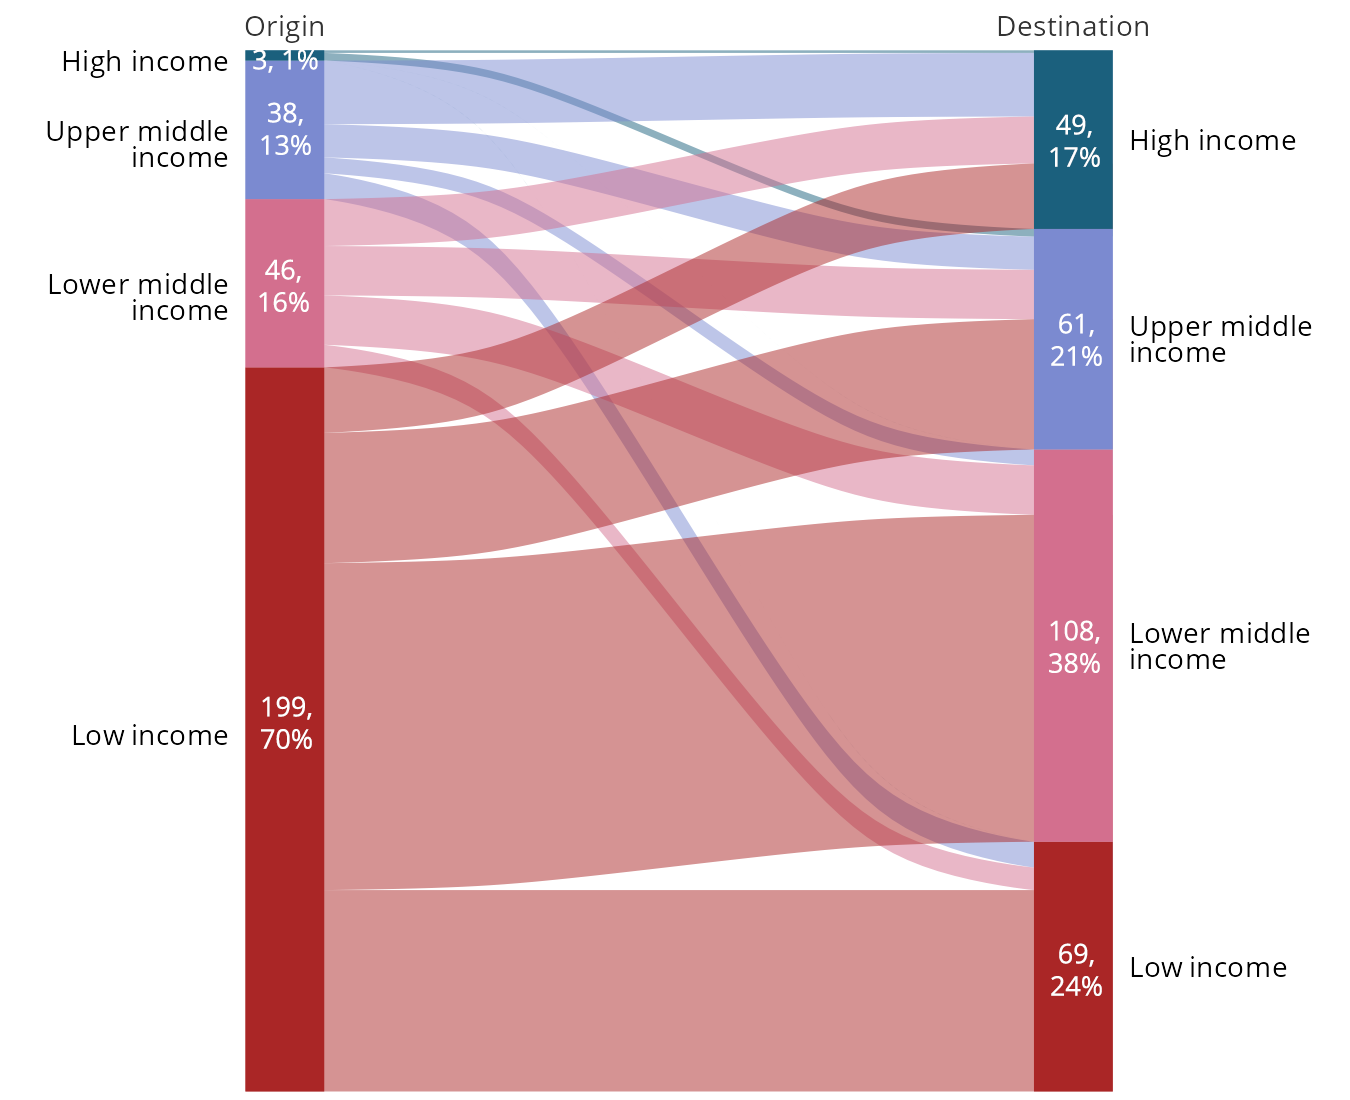 Origin
Destination
High income
3, 1%
Upper middle
income
38,
13%
Lower middle
income
46,
16%
Low income
199,
70%
49,
17%
High income
61,
21%
Upper middle
income
108,
38%
Lower middle
income
69,
24%
Low income